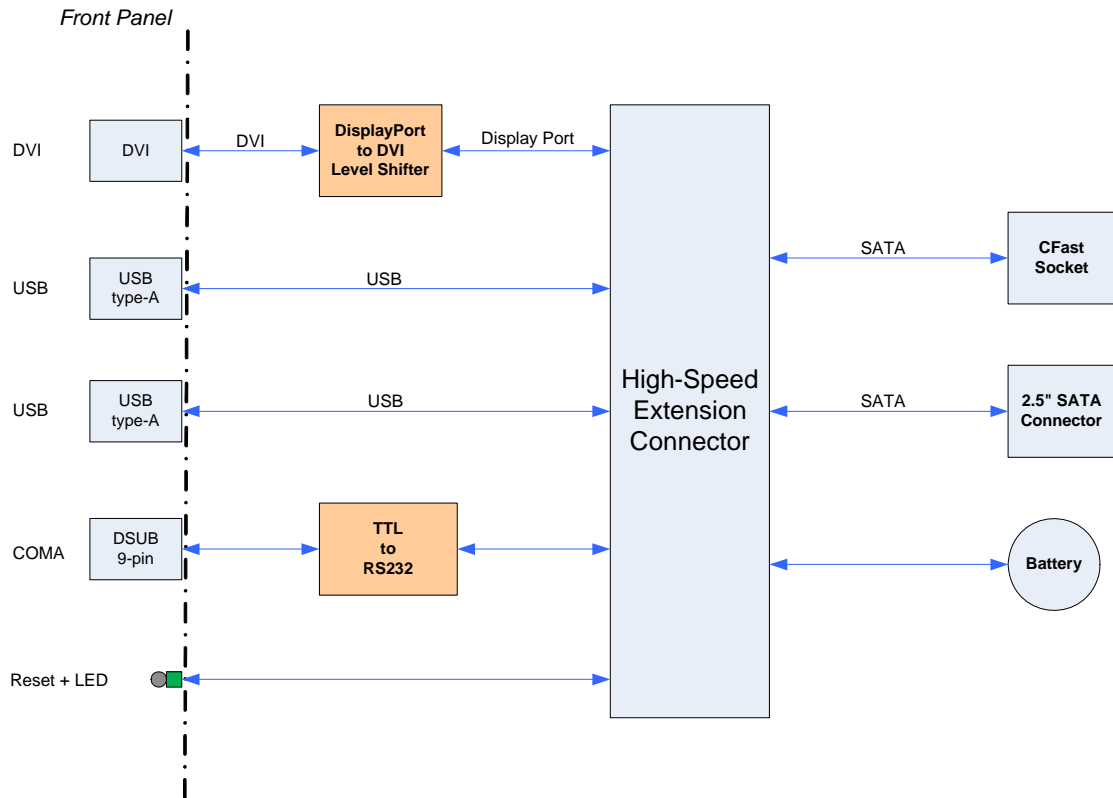 Front Panel
DVI
DVI
DVI
DisplayPort
to DVI
Level Shifter
Display Port
USB
USB
type-A
USB
USB
USB
type-A
USB
COMA
DSUB
9-pin
TTL
to
RS232
Reset + LED
High-Speed
Extension
Connector
SATA
CFast
Socket
SATA
2.5" SATA
Connector
Battery